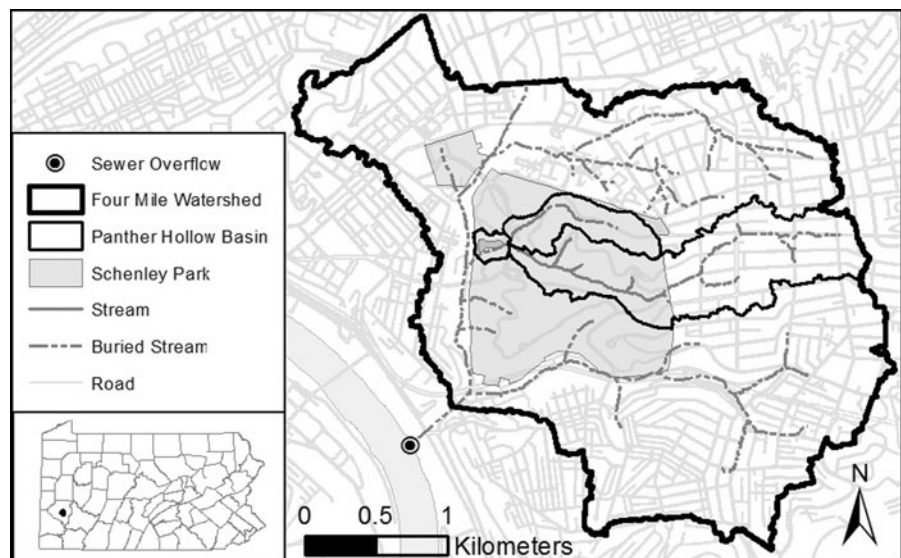 Sewer Overflow
Four Mile Watershed
Panther Hollow Basin
Schenley Park
Stream
Buried Stream
Road
N
0 0.5 1
Kilometers